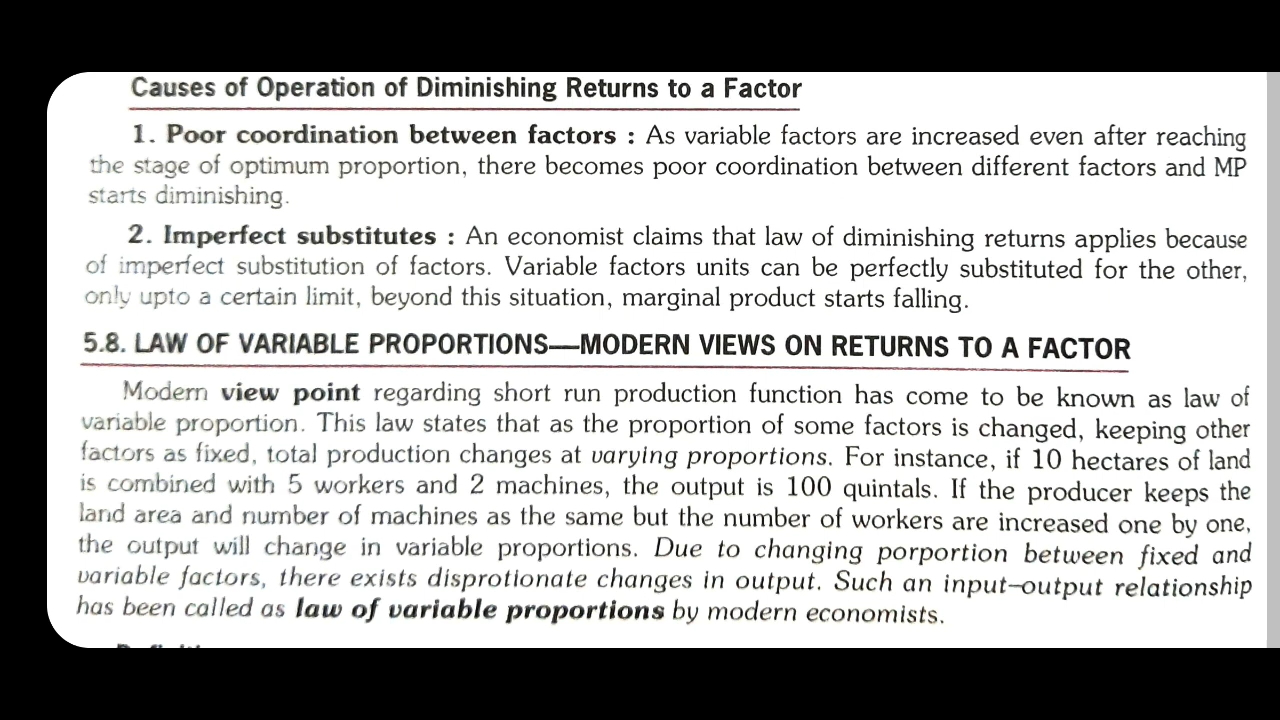 Causes of Operation of Diminishing Returns to a Factor
1. Poor coordination between factors : As variable factors are increased even after reaching
the stage of optimum proportion, there becomes poor coordination between different factors and MP
starts diminishing.
2. Imperfect substitutes : An economist claims that law of diminishing returns applies because
of imperfect substitution of factors. Variable factors units can be perfectly substituted for the other,
only upto a certain limit, beyond this situation, marginal product starts falling.
5.8. LAW OF VARIABLE PROPORTIONS—MODERN VIEWS ON RETURNS TO A FACTOR
Modern view point regarding short run production function has come to be known as law of
variable proportion. This law states that as the proportion of some factors is changed, keeping other
factors as fixed, total production changes at varying proportions. For instance, if 10 hectares of land
is combined with 5 workers and 2 machines, the output is 100 quintals. If the producer keeps the
land area and number of machines as the same but the number of workers are increased one by one,
the output will change in variable proportions. Due to changing porportion between fixed and
variable factors, there exists disprotionate changes in output. Such an input–output relationship
has been called as law of variable proportions by modern economists.